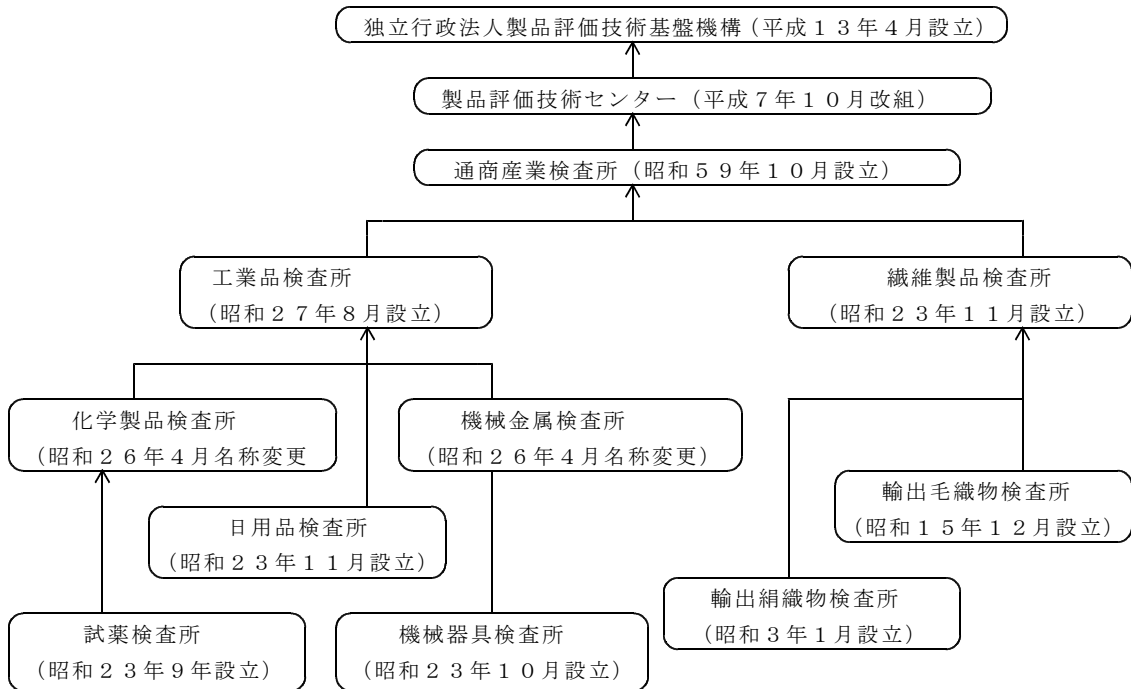 独立行政法人製品評価技術基盤機構（平成１３年４月設立）
製品評価技術センター（平成７年１０月改組）
通商産業検査所（昭和５９年１０月設立）
工業品検査所
（昭和２７年８月設立）
繊維製品検査所
（昭和２３年１１月設立）
化学製品検査所
（昭和２６年４月名称変更
機械金属検査所
（昭和２６年４月名称変更）
輸出毛織物検査所
（昭和１５年１２月設立）
日用品検査所
（昭和２３年１１月設立）
輸出絹織物検査所
（昭和３年１月設立）
試薬検査所
（昭和２３年９年設立）
機械器具検査所
（昭和２３年１０月設立）